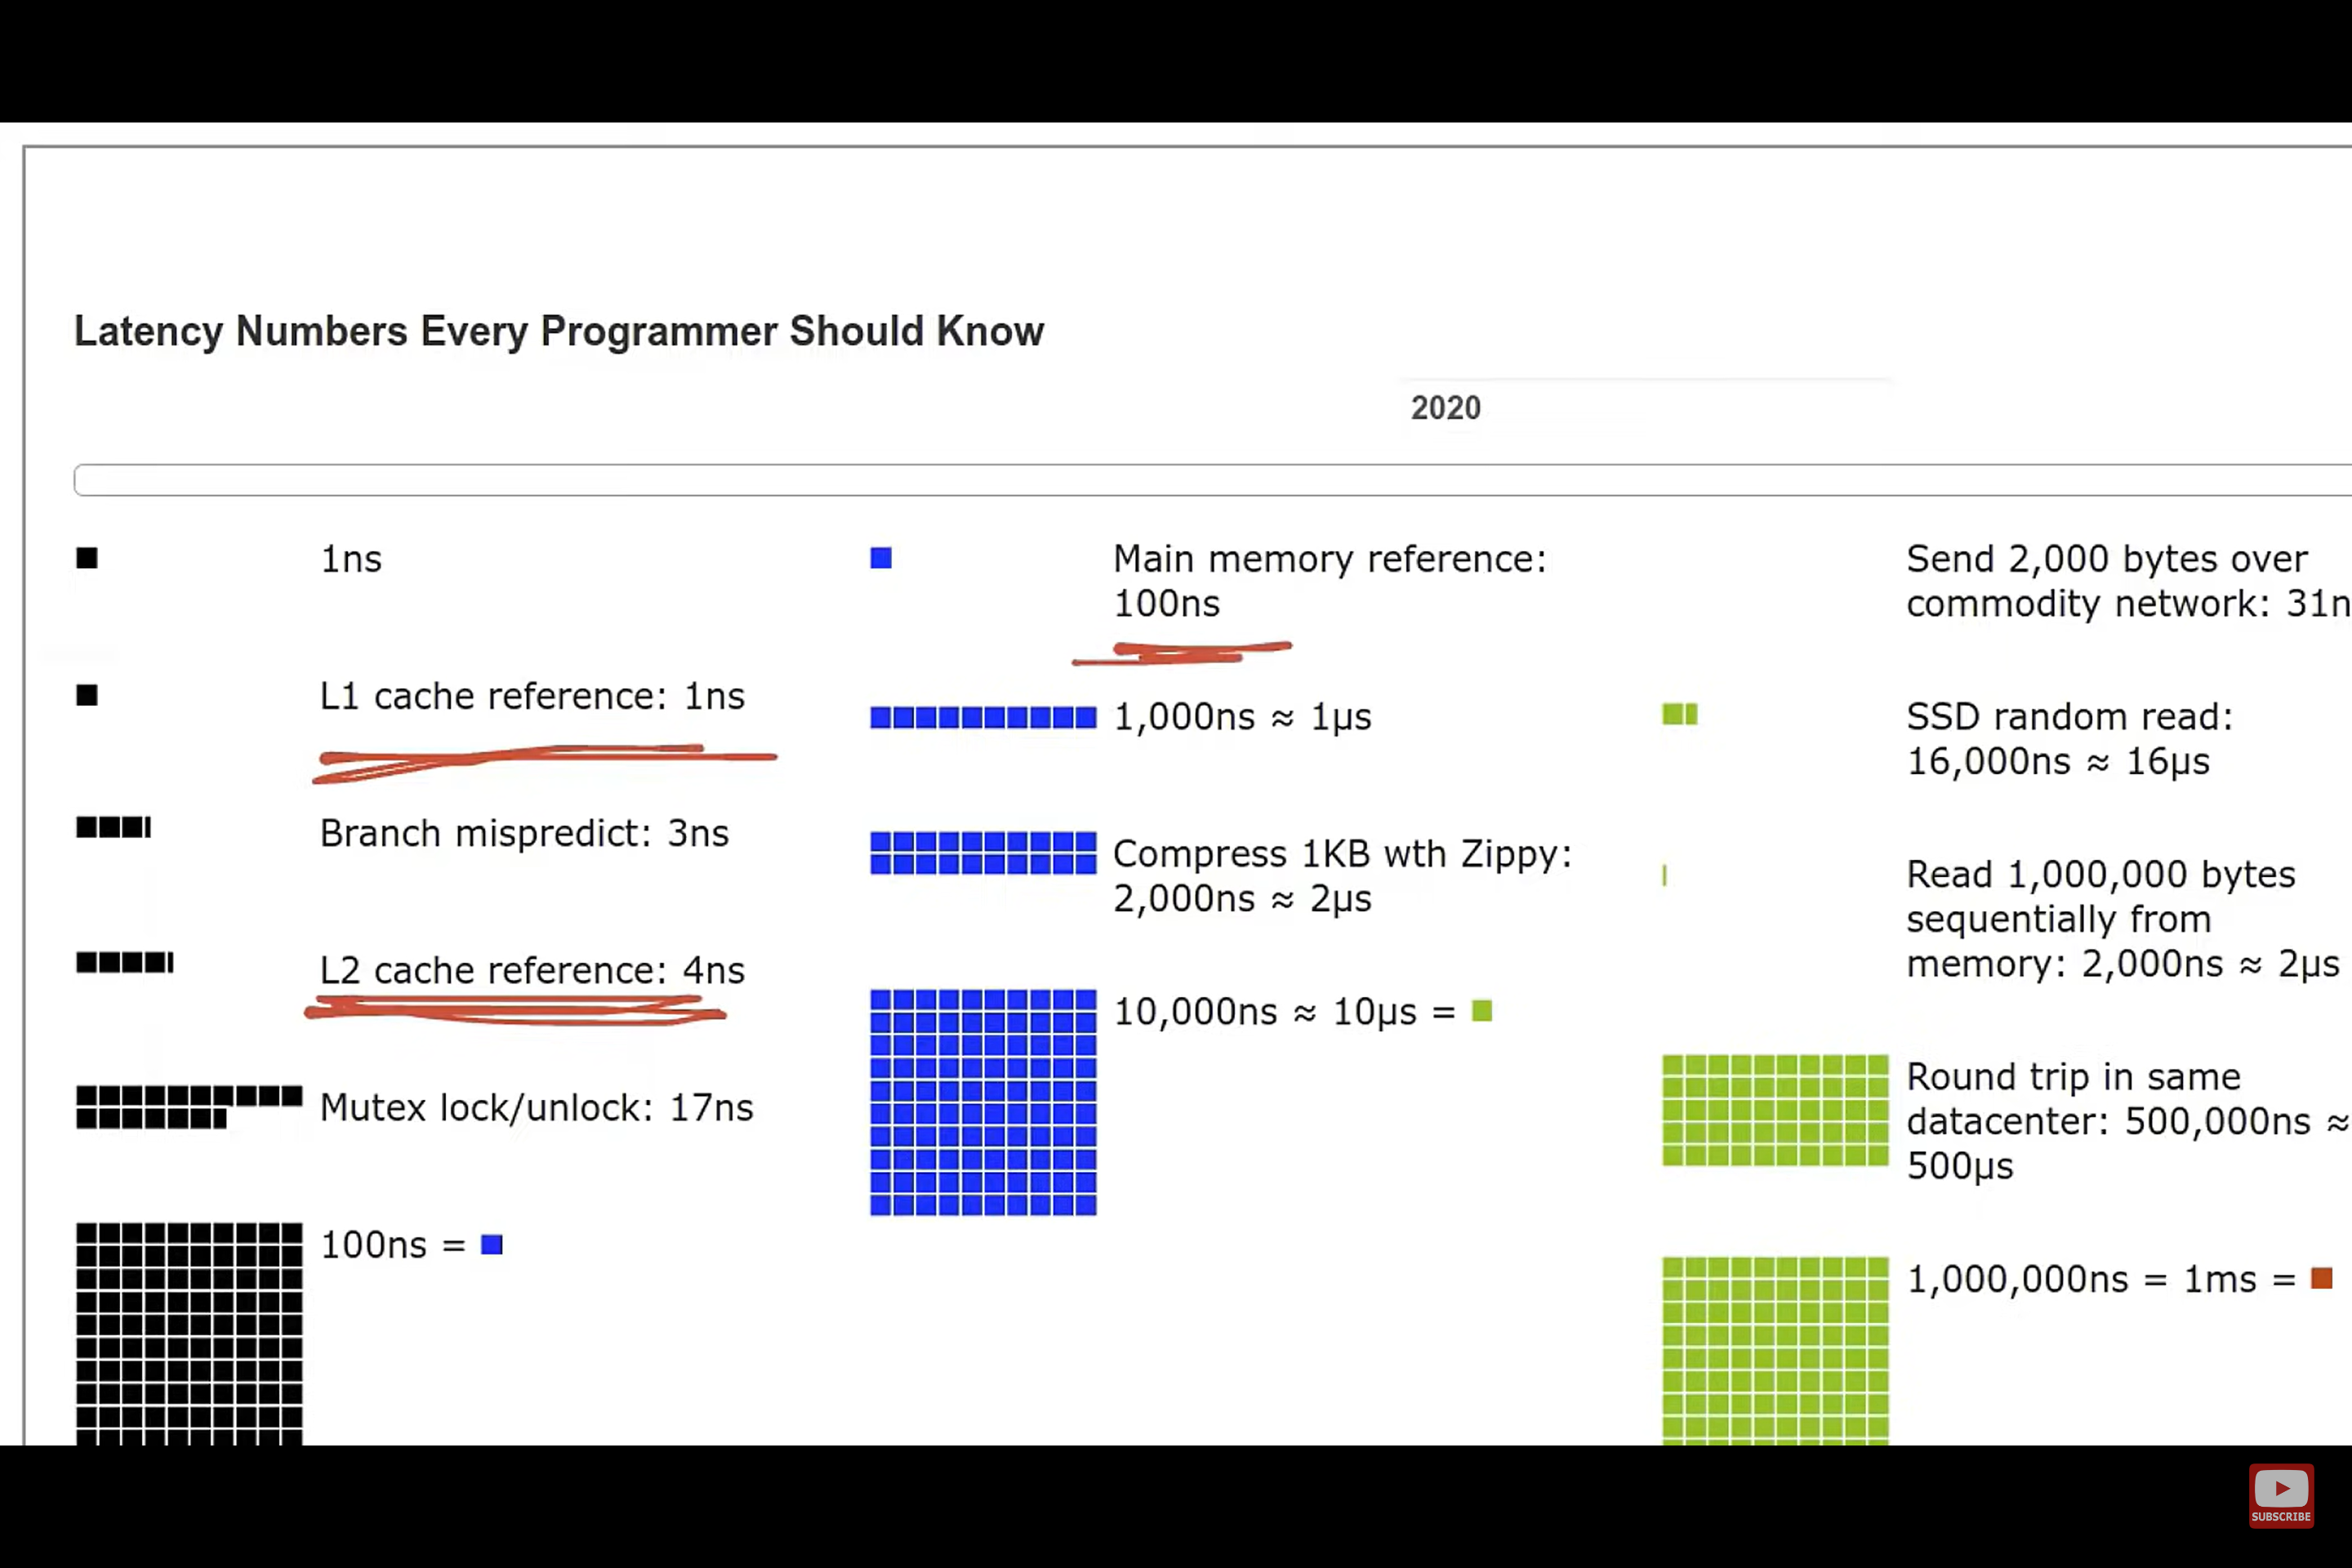 Latency Numbers Every Programmer Should Know
2020
1ns
L1 cache reference: 1ns
Branch mispredict: 3ns
L2 cache reference: 4ns
Mutex lock/unlock: 17ns
100ns =
Main memory reference:
100ns
1,000ns ≈ 1μs
Compress 1KB wth Zippy:
2,000ns ≈ 2μs
10,000ns ≈ 10μs =
Send 2,000 bytes over
commodity network: 31n
SSD random read:
16,000ns ≈ 16μs
Read 1,000,000 bytes
sequentially from
memory: 2,000ns ≈ 2μs
Round trip in same
datacenter: 500,000ns ≈
500μs
1,000,000ns = 1ms =
SUBSCRIBE